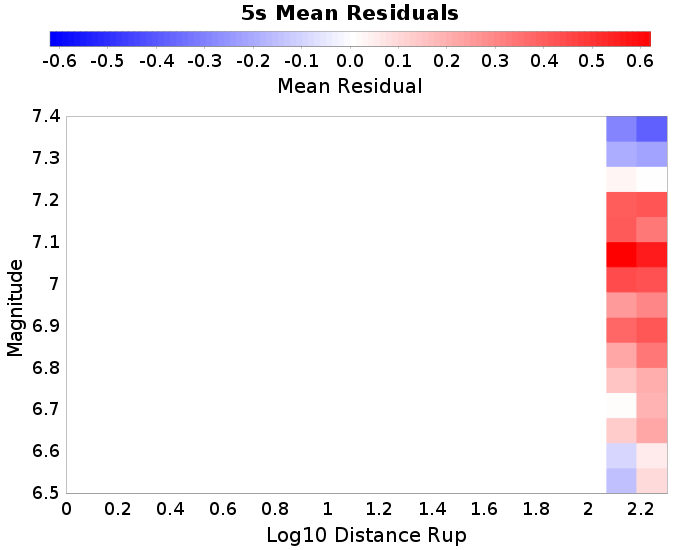 5s Mean Residuals
-0.6 -0.5 -0.4 -0.3 -0.2 -0.1 0.0 0.1 0.2 0.3 0.4 0.5 0.6
Mean Residual
7.4
7.3
7.2
7.1
7
6.9
6.8
6.7
6.6
6.5
Magnitude
0 0.2 0.4 0.6 0.8 1 1.2 1.4 1.6 1.8 2 2.2
Log10 Distance Rup